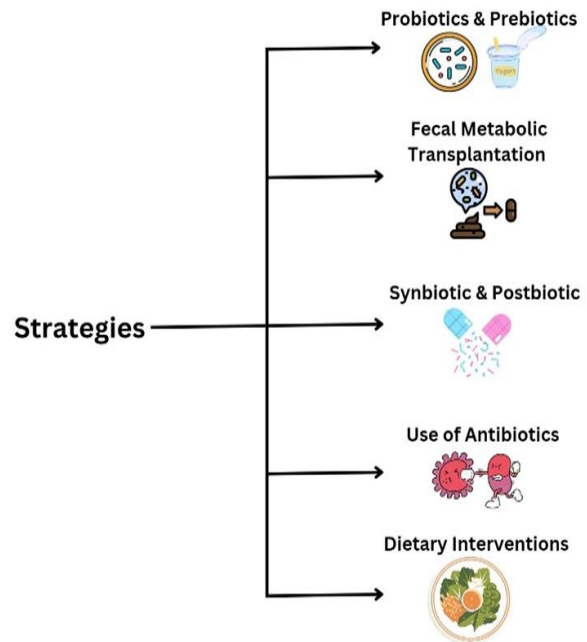 Probiotics & Prebiotics
Yogurt
Fecal Metabolic
Transplantation
Synbiotic & Postbiotic
Strategies
Use of Antibiotics
Dietary Interventions